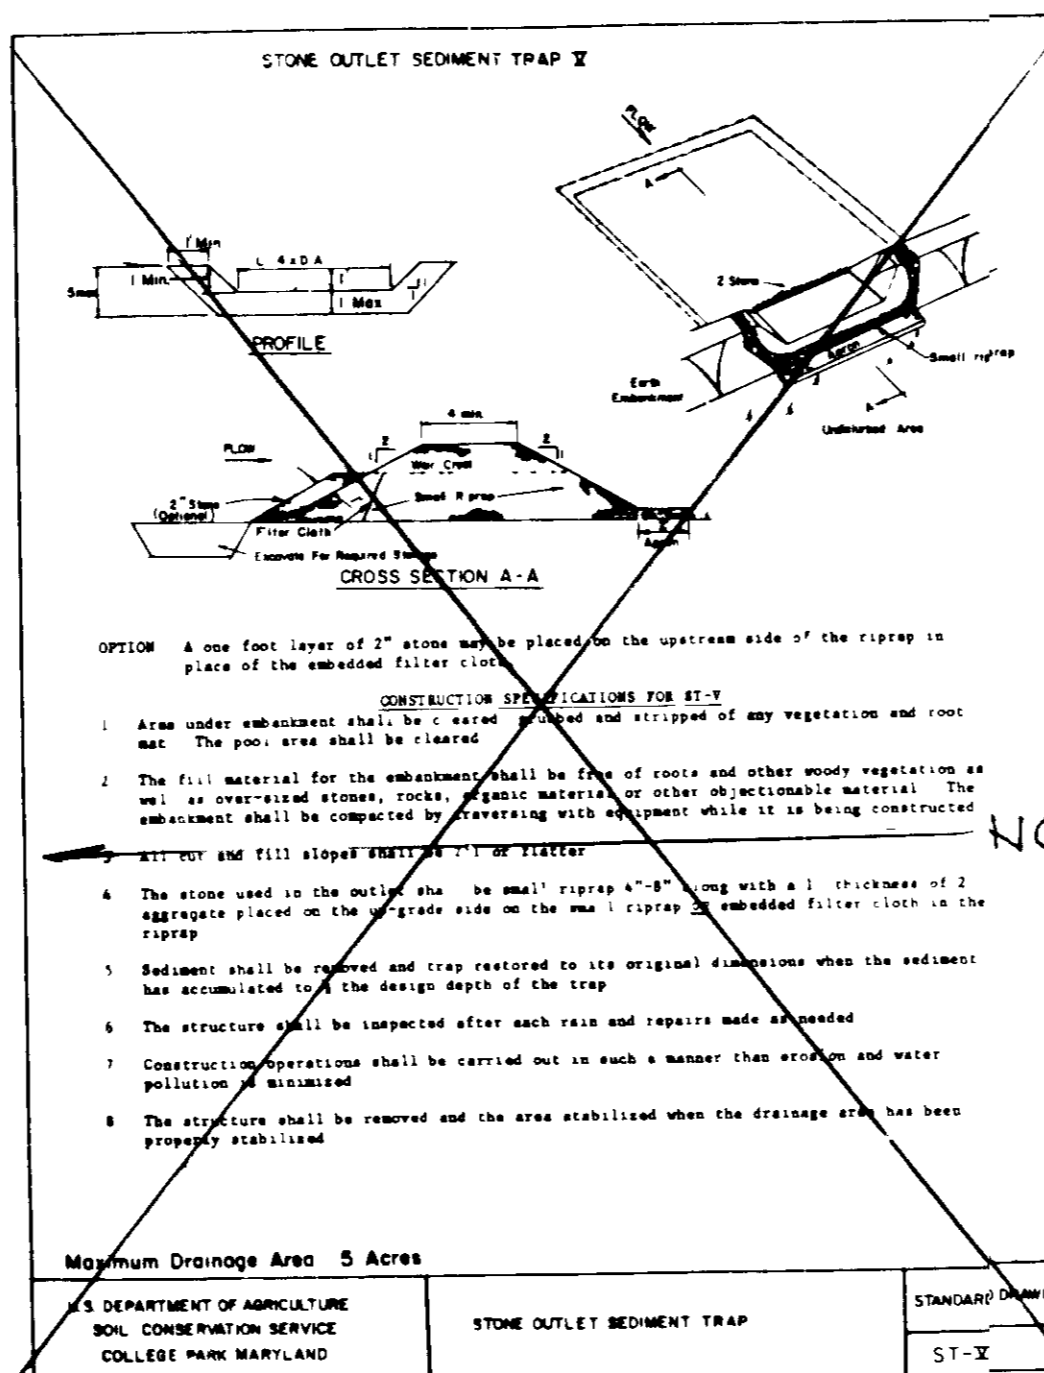 STONE OUTLET SEDIMENT TRAP V
FLOW
A
1' Min
L 4 x D A
1 Min.
5 max
1'
1 Max
PROFILE
2 Stone
Apron
Small riprap
Earth
Embankment
A
Undisturbed Area
4 min.
2
1
2
1
FLOW
Weir Crest
2" Stone
(Optional)
Small Riprap
Filter Cloth
Apron
Excavate For Required Storage
CROSS SECTION A-A
OPTION A one foot layer of 2" stone may be placed on the upstream side of the riprap in
place of the embedded filter cloth
CONSTRUCTION SPECIFICATIONS FOR ST-V
1 Area under embankment shall be cleared grubbed and stripped of any vegetation and root
mat The pool area shall be cleared
2 The fill material for the embankment shall be free of roots and other woody vegetation as
well as over-sized stones, rocks, organic material or other objectionable material The
embankment shall be compacted by traversing with equipment while it is being constructed
3 All cut and fill slopes shall be 2:1 or flatter
NO
4 The stone used in the outlet shall be small riprap 4"-8" along with a 1 thickness of 2
aggregate placed on the up-grade side on the small riprap or embedded filter cloth in the
riprap
5 Sediment shall be removed and trap restored to its original dimensions when the sediment
has accumulated to the design depth of the trap
6 The structure shall be inspected after each rain and repairs made as needed
7 Construction operations shall be carried out in such a manner than erosion and water
pollution is minimized
8 The structure shall be removed and the area stabilized when the drainage area has been
properly stabilized
Maximum Drainage Area 5 Acres
U.S. DEPARTMENT OF AGRICULTURE
SOIL CONSERVATION SERVICE
COLLEGE PARK MARYLAND
STONE OUTLET SEDIMENT TRAP
STANDARD DRAWI
ST-V